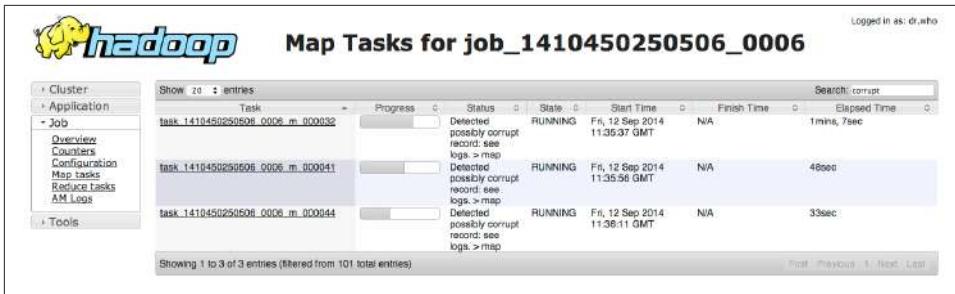 Logged in as: dr.who
hadoop
Map Tasks for job_1410450250506_0006
Cluster
Application
Job
Overview
Counters
Configuration
Map tasks
Reduce tasks
AM Logs
Tools
Show 20 entries
Search: corrupt
Task Progress Status State Start Time Finish Time Elapsed Time
task_1410450250506_0006_m_000032 Detected possibly corrupt record: see logs. > map RUNNING Fri, 12 Sep 2014 11:35:37 GMT N/A 1mins, 7sec
task_1410450250506_0006_m_000041 Detected possibly corrupt record: see logs. > map RUNNING Fri, 12 Sep 2014 11:35:56 GMT N/A 48sec
task_1410450250506_0006_m_000044 Detected possibly corrupt record: see logs. > map RUNNING Fri, 12 Sep 2014 11:36:11 GMT N/A 33sec
Showing 1 to 3 of 3 entries (filtered from 101 total entries)
First Previous 1 Next Last